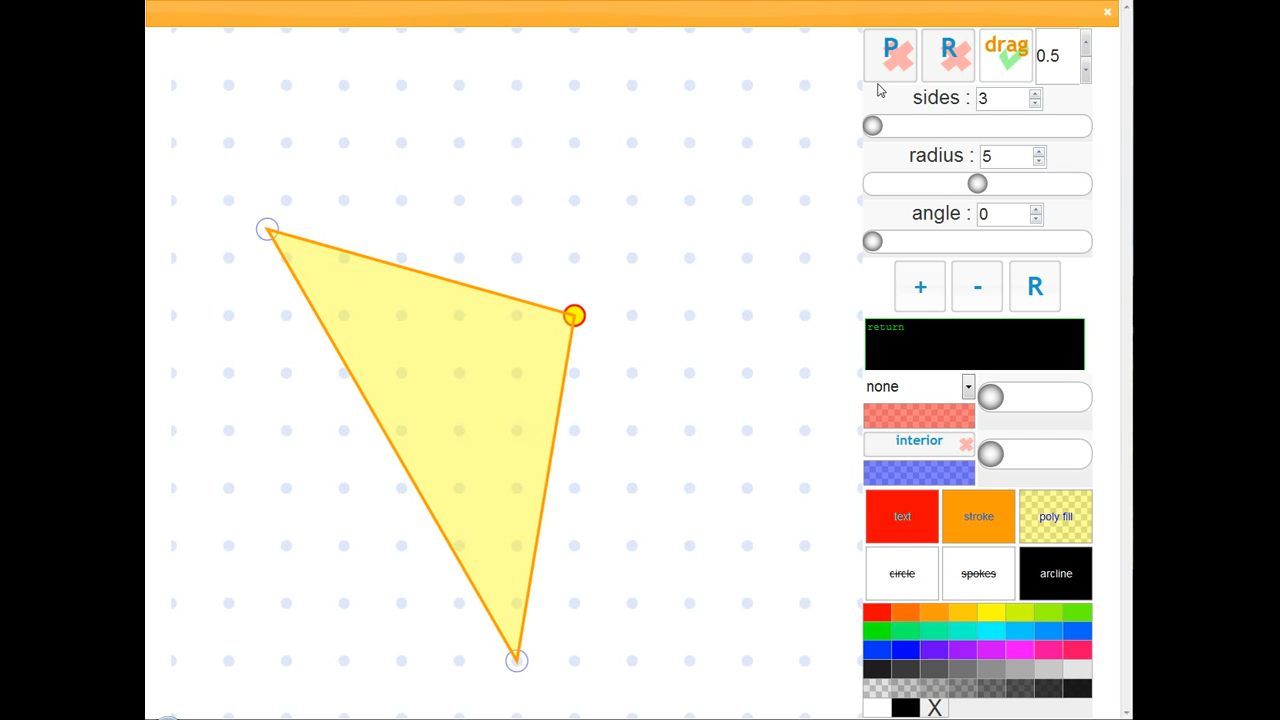 P R drag 0.5
sides : 3
radius : 5
angle : 0
+ - R
return
none
interior
text stroke poly fill
circle spokes arcline
X